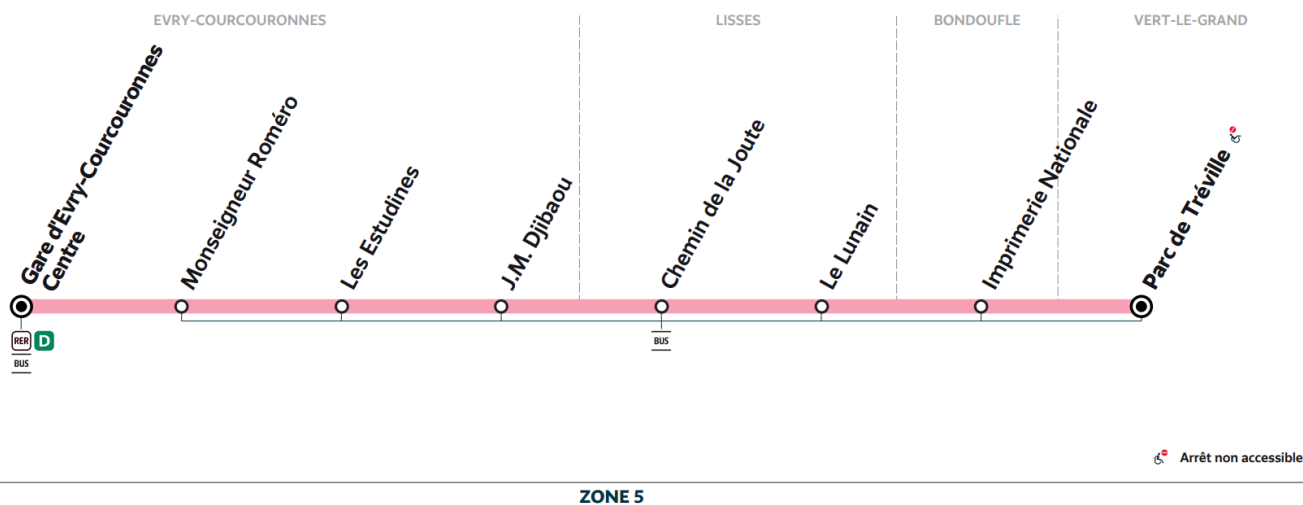 EVRY-COURCOURONNES
LISSES
BONDOUFLE
VERT-LE-GRAND
Gare d'Evry-Courcouronnes
Centre
Monseigneur Roméro
Les Estudines
J.M. Djibaou
Chemin de la Joute
Le Lunain
Imprimerie Nationale
Parc de Tréville
RER D
BUS
BUS
Arrêt non accessible
ZONE 5